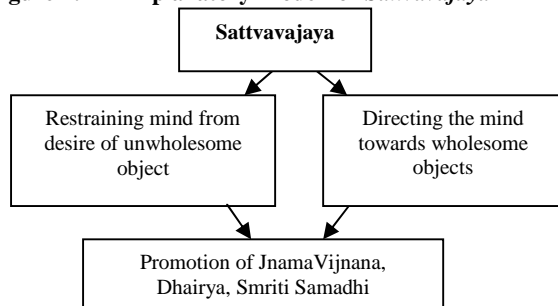 Sattvavajaya
Restraining mind from
desire of unwholesome
object
Directing the mind
towards wholesome
objects
Promotion of JnamaVijnana,
Dhairya, Smriti Samadhi